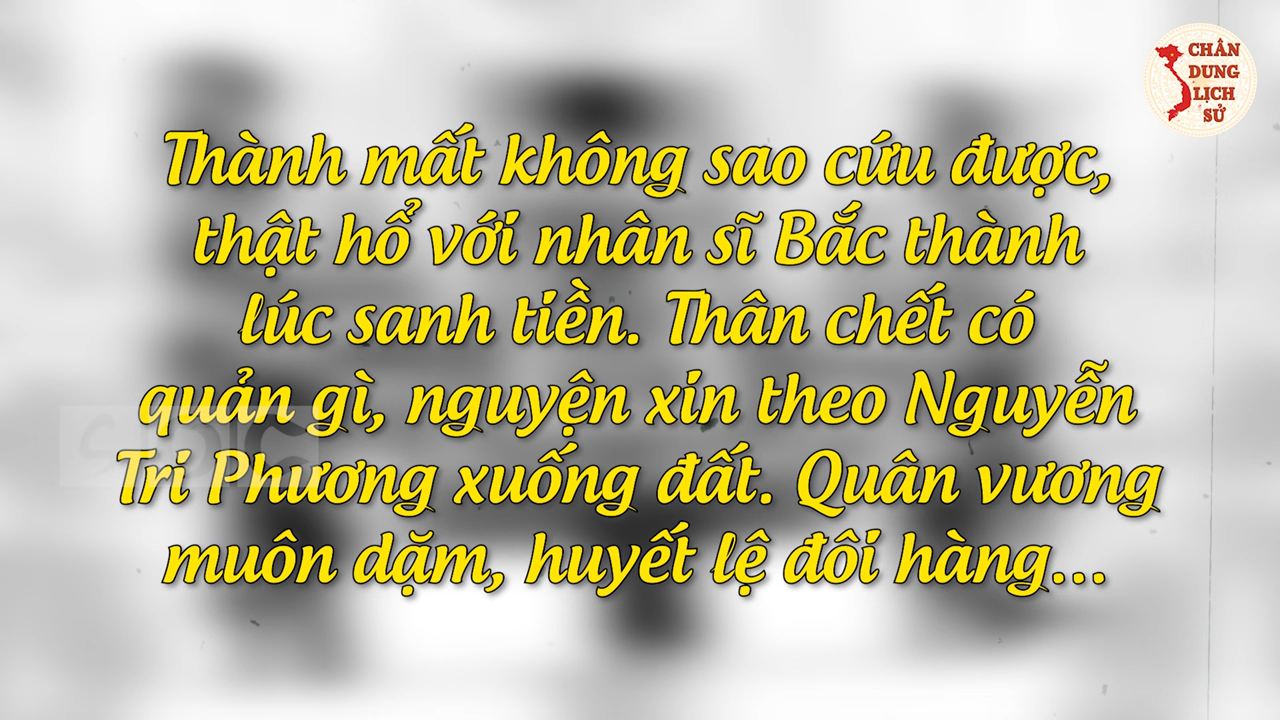 CHÂN
DUNG
LỊCH
SỬ
Thành mất không sao cứu được,
thật hổ với nhân sĩ Bắc thành
lúc sanh tiền. Thân chết có
quản gì, nguyện xin theo Nguyễn
Tri Phương xuống đất. Quân vương
muôn dặm, huyết lệ đôi hàng...